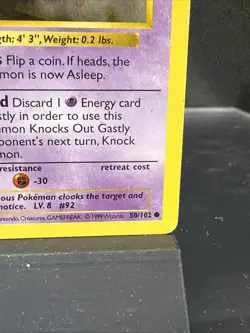 gth: 4' 3", Weight: 0.2 lbs.
Flip a coin. If heads, the
mon is now Asleep.
d Discard 1 Energy card
stly in order to use this
émon Knocks Out Gastly
ponent's next turn, Knock
mon.
resistance retreat cost
-30
ous Pokémon cloaks the target and
notice. LV. 8 #92
intendo, Creatures, GAMEFREAK. © 1999 Wizards. 50/102